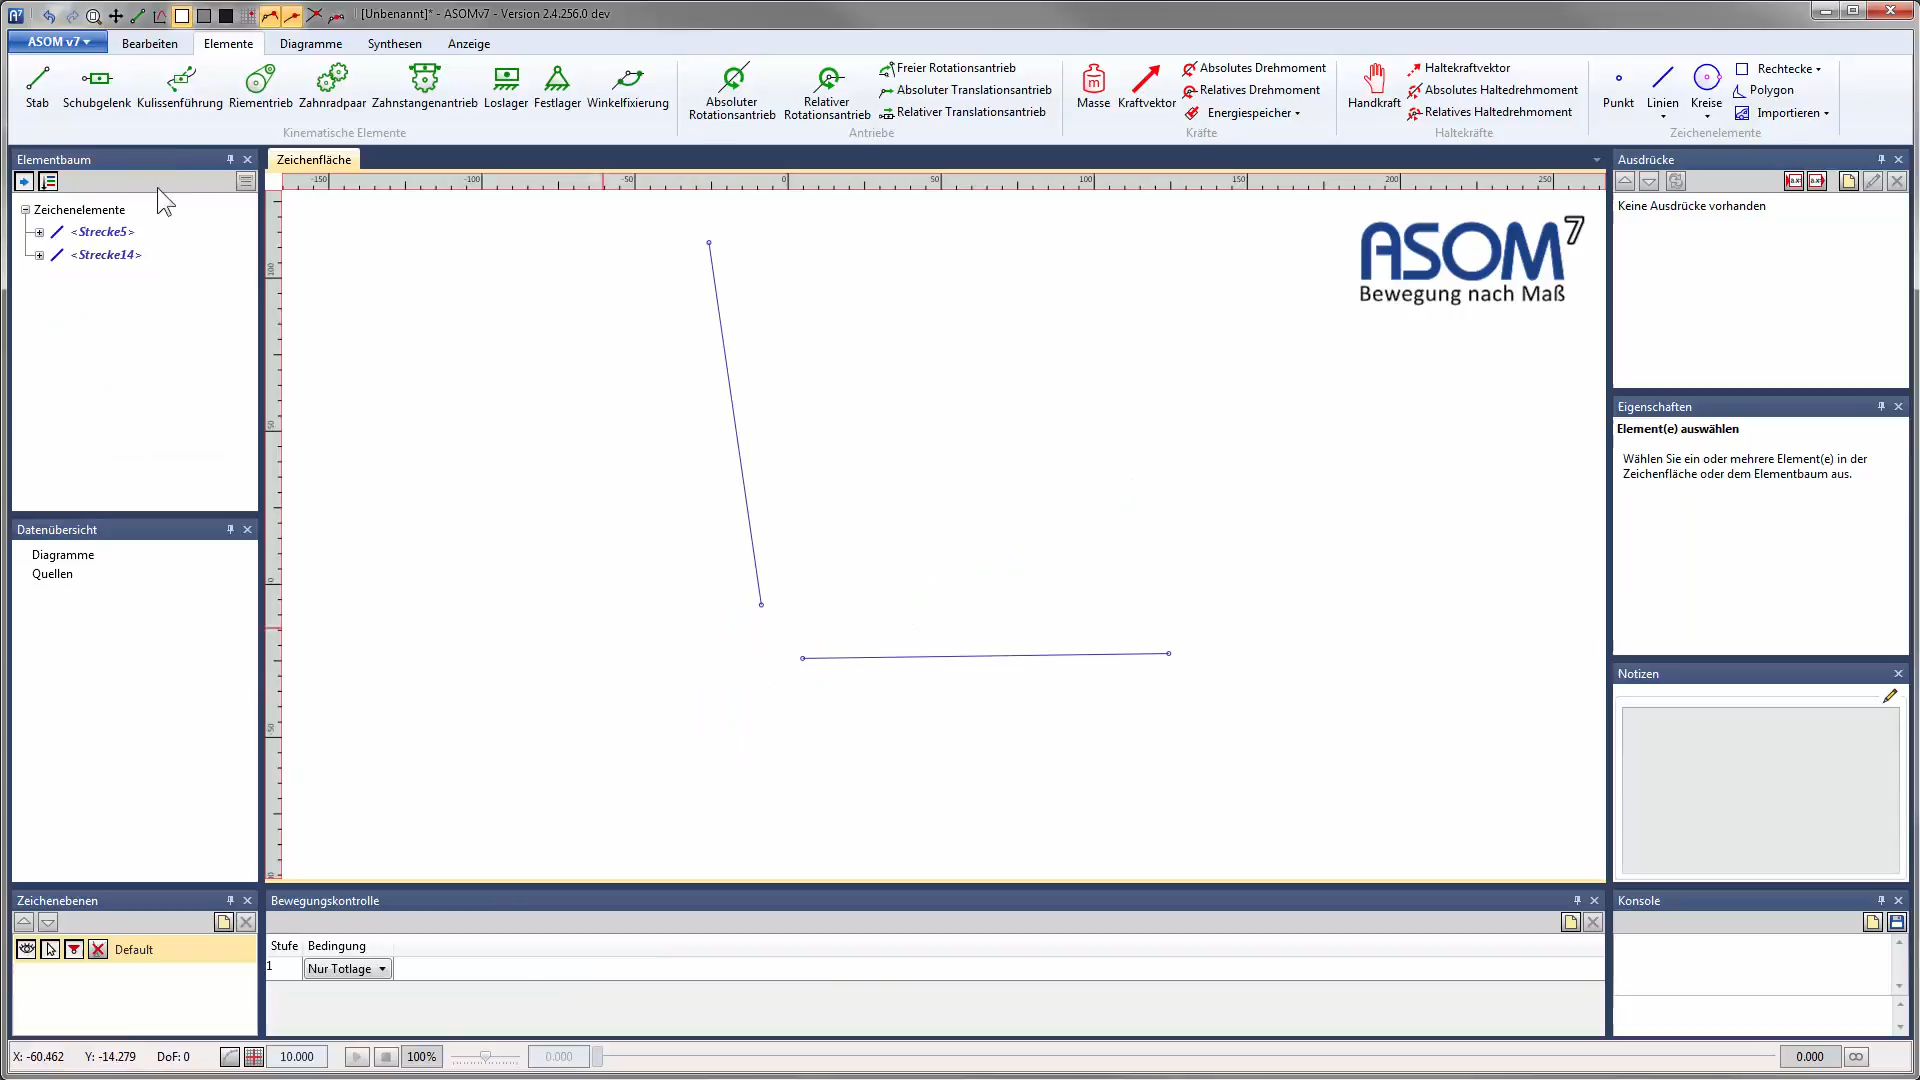 [Unbenannt]* - ASOMv7 - Version 2.4.256.0 dev
ASOM v7 Bearbeiten Elemente Diagramme Synthesen Anzeige
Stab Schubgelenk Kulissenführung Riementrieb Zahnradpaar Zahnstangenantrieb Loslager Festlager Winkelfixierung
Kinematische Elemente
Absoluter Rotationsantrieb
Relativer Rotationsantrieb
Freier Rotationsantrieb
Absoluter Translationsantrieb
Relativer Translationsantrieb
Antriebe
Masse Kraftvektor
Absolutes Drehmoment
Relatives Drehmoment
Energiespeicher
Kräfte
Handkraft
Haltekraftvektor
Absolutes Haltedrehmoment
Relatives Haltedrehmoment
Haltekräfte
Punkt Linien Kreise
Rechtecke
Polygon
Importieren
Zeichenelemente
Elementbaum
Zeichenelemente
<Strecke5>
<Strecke14>
Datenübersicht
Diagramme
Quellen
Zeichenebenen
Default
Zeichenfläche
-150 -100 -50 0 50 100 150 200 250
100
50
0
50
ASOM7
Bewegung nach Maß
Bewegungskontrolle
Stufe Bedingung
1 Nur Totlage
Ausdrücke
Keine Ausdrücke vorhanden
Eigenschaften
Element(e) auswählen
Wählen Sie ein oder mehrere Element(e) in der
Zeichenfläche oder dem Elementbaum aus.
Notizen
Konsole
X: -60.462 Y: -14.279 DoF: 0 10.000 100% 0.000 0.000